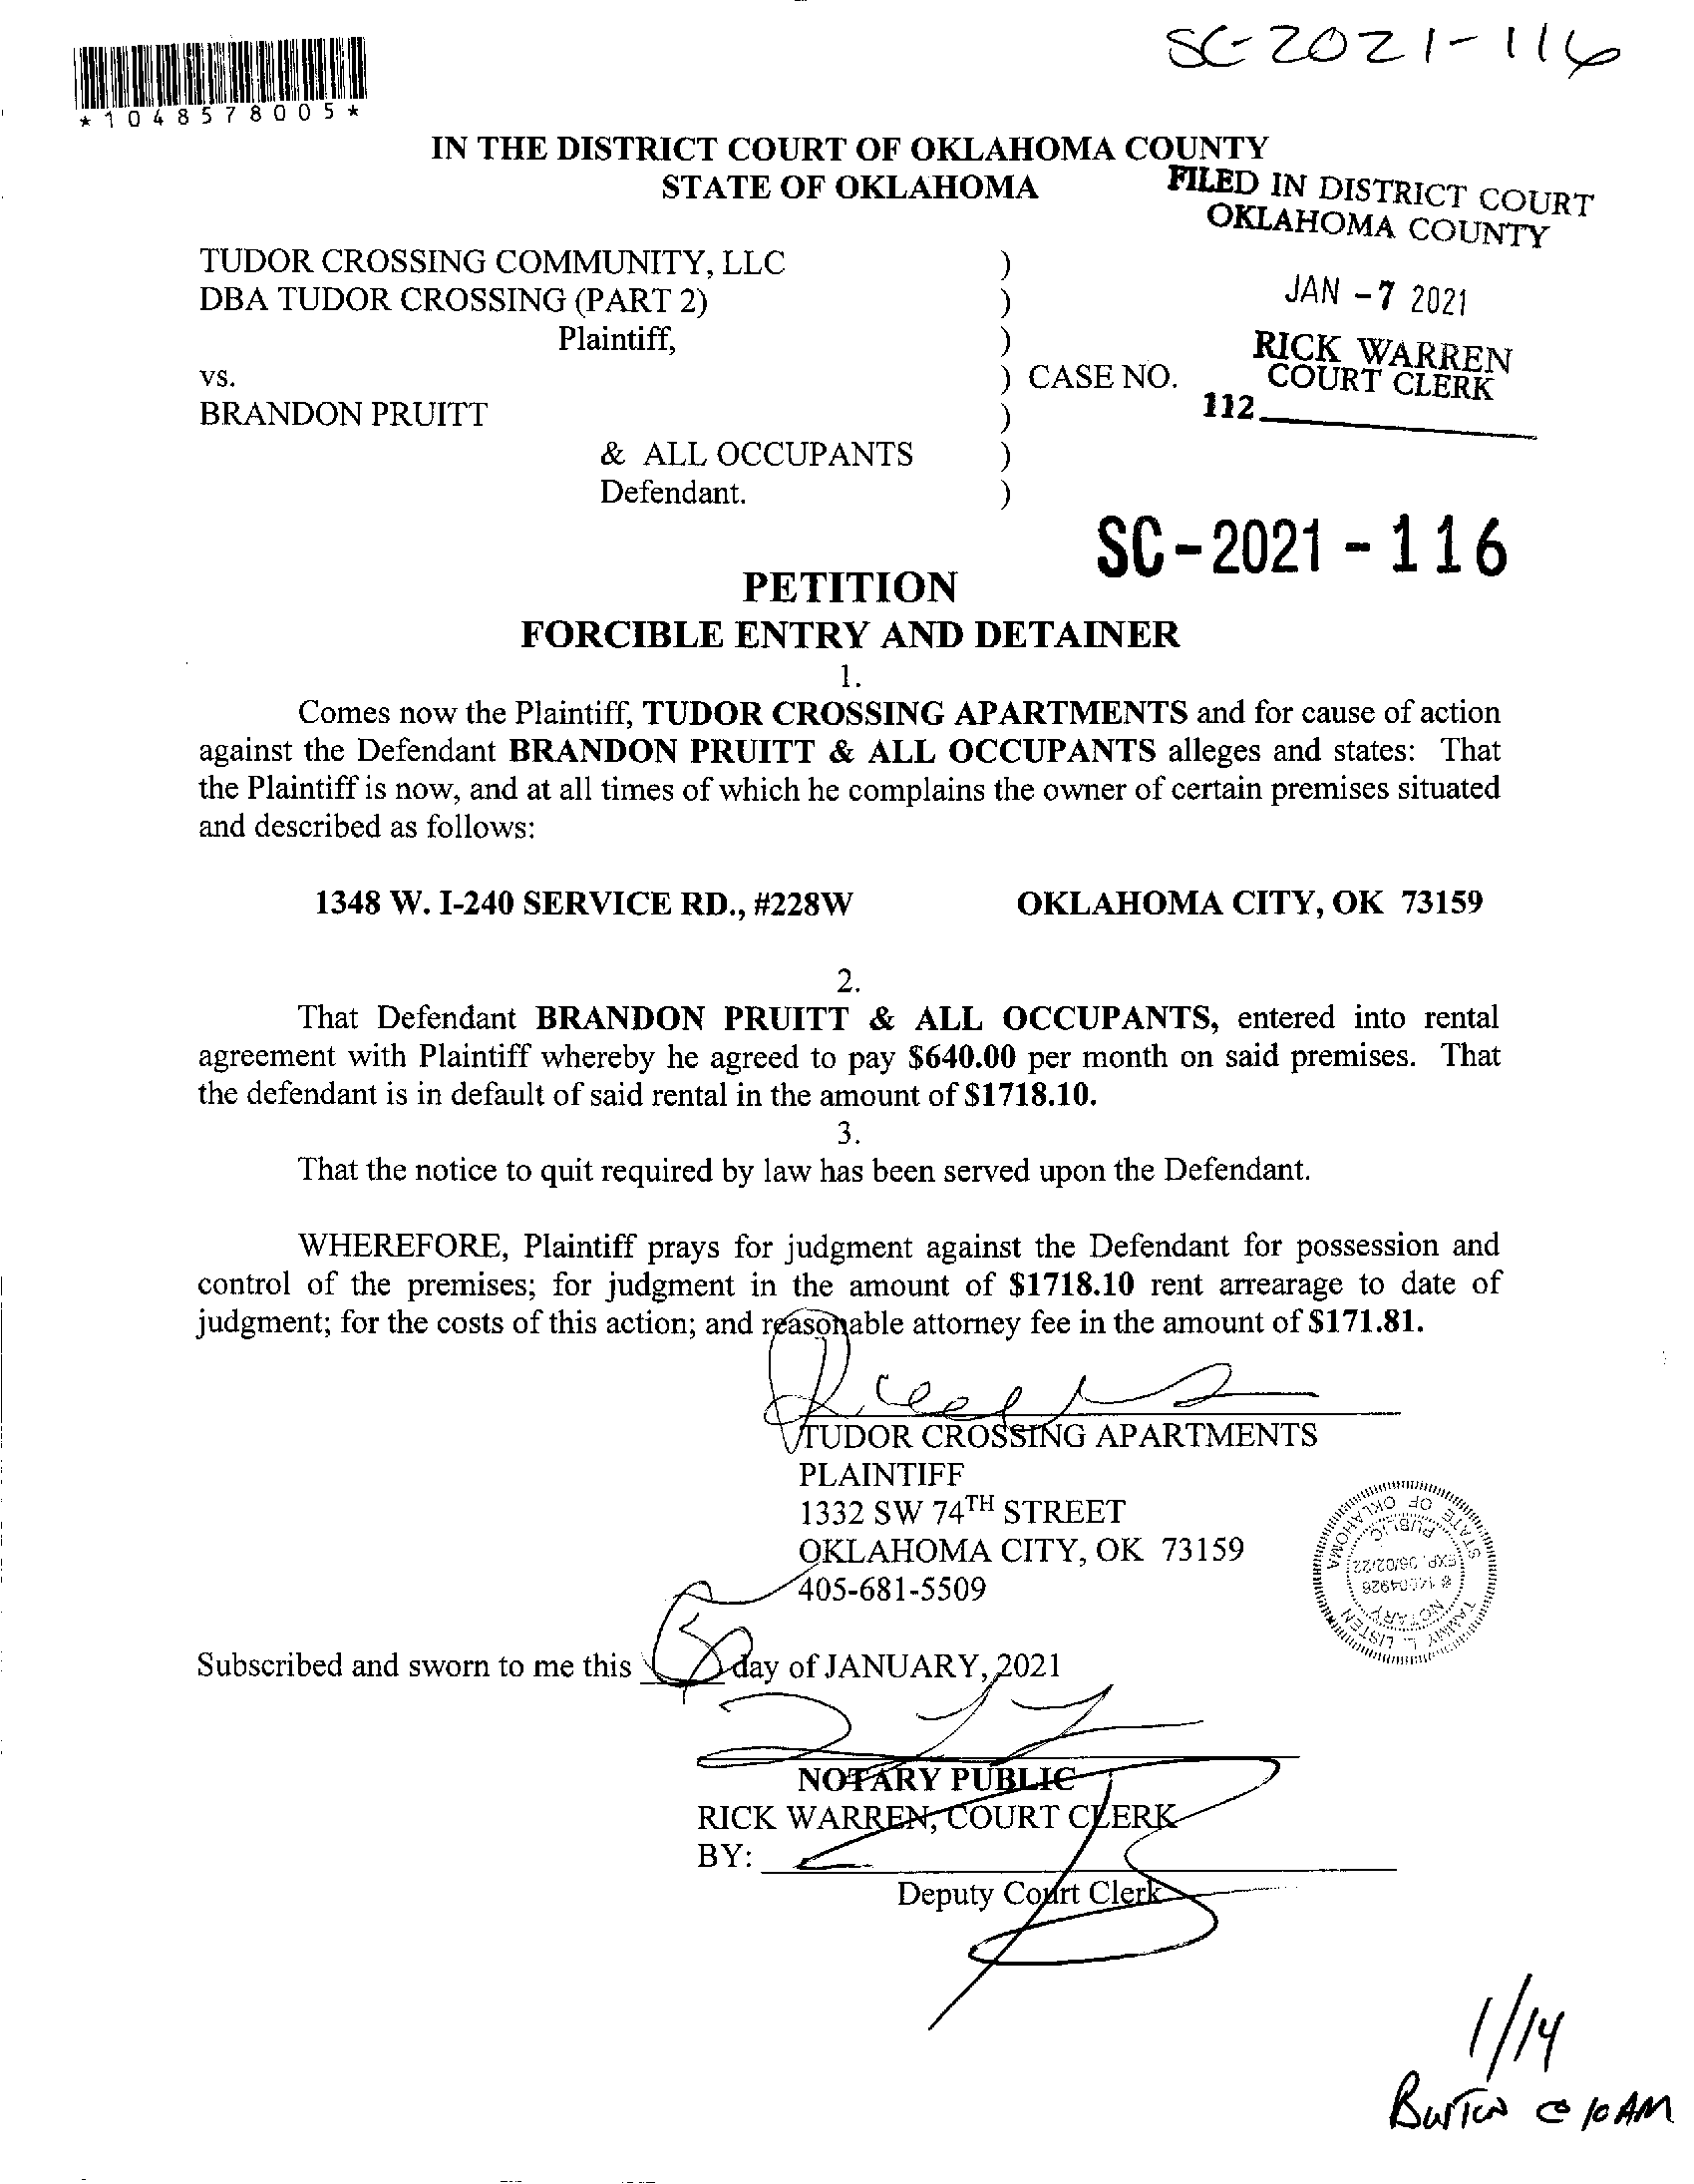 SC-2021-116
*1048578005*
IN THE DISTRICT COURT OF OKLAHOMA COUNTY
STATE OF OKLAHOMA
FILED IN DISTRICT COURT
OKLAHOMA COUNTY
JAN -7 2021
RICK WARREN
COURT CLERK
112
TUDOR CROSSING COMMUNITY, LLC )
DBA TUDOR CROSSING (PART 2) )
Plaintiff, )
vs. ) CASE NO.
BRANDON PRUITT )
& ALL OCCUPANTS )
Defendant. )
SC-2021-116
PETITION
FORCIBLE ENTRY AND DETAINER
1.
Comes now the Plaintiff, TUDOR CROSSING APARTMENTS and for cause of action
against the Defendant BRANDON PRUITT & ALL OCCUPANTS alleges and states: That
the Plaintiff is now, and at all times of which he complains the owner of certain premises situated
and described as follows:
1348 W. I-240 SERVICE RD., #228W OKLAHOMA CITY, OK 73159
2.
That Defendant BRANDON PRUITT & ALL OCCUPANTS, entered into rental
agreement with Plaintiff whereby he agreed to pay $640.00 per month on said premises. That
the defendant is in default of said rental in the amount of $1718.10.
3.
That the notice to quit required by law has been served upon the Defendant.
WHEREFORE, Plaintiff prays for judgment against the Defendant for possession and
control of the premises; for judgment in the amount of $1718.10 rent arrearage to date of
judgment; for the costs of this action; and reasonable attorney fee in the amount of $171.81.
TUDOR CROSSING APARTMENTS
PLAINTIFF
1332 SW 74TH STREET
OKLAHOMA CITY, OK 73159
405-681-5509
TAMMY L. LISTEN
NOTARY
# 14004926
EXP. 06/02/22
PUBLIC
STATE OF OKLAHOMA
Subscribed and sworn to me this day of JANUARY, 2021
NOTARY PUBLIC
RICK WARREN, COURT CLERK
BY:
Deputy Court Clerk
1/14
Burton @ 10 AM